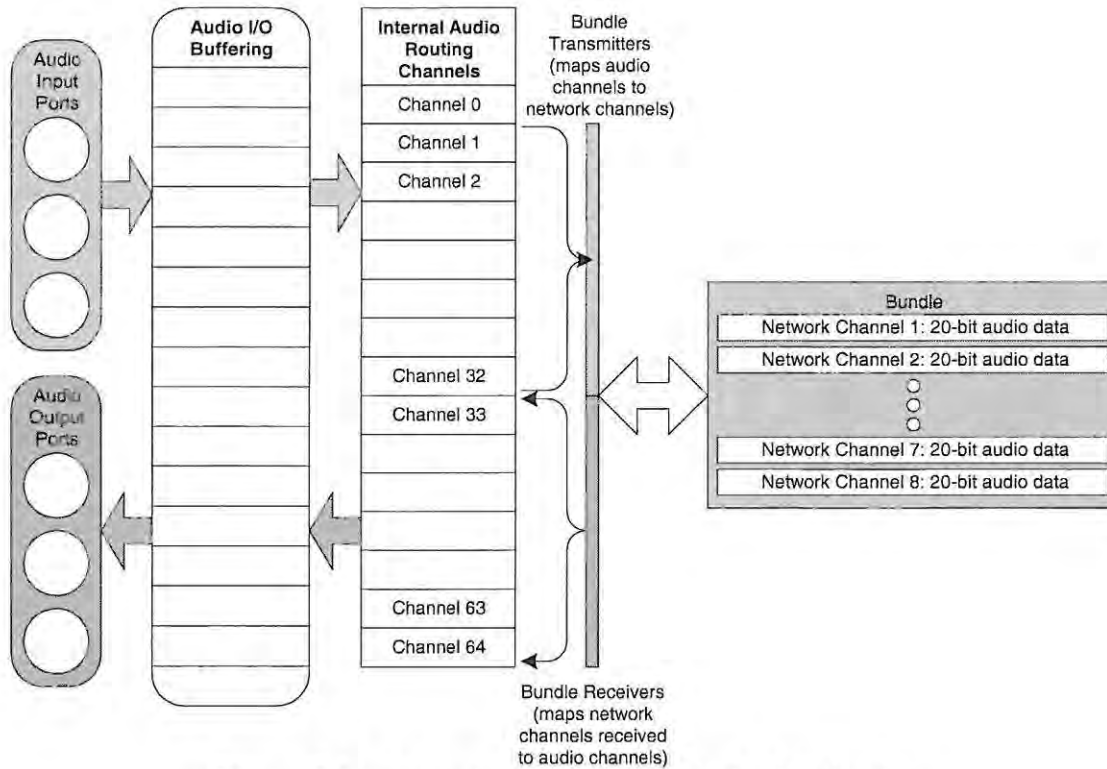 Audio
Input
Ports
Audio I/O
Buffering
Internal Audio
Routing
Channels
Channel 0
Channel 1
Channel 2
Channel 32
Channel 33
Channel 63
Channel 64
Bundle
Transmitters
(maps audio
channels to
network channels)
Bundle
Network Channel 1: 20-bit audio data
Network Channel 2: 20-bit audio data
Network Channel 7: 20-bit audio data
Network Channel 8: 20-bit audio data
Audio
Output
Ports
Bundle Receivers
(maps network
channels received
to audio channels)